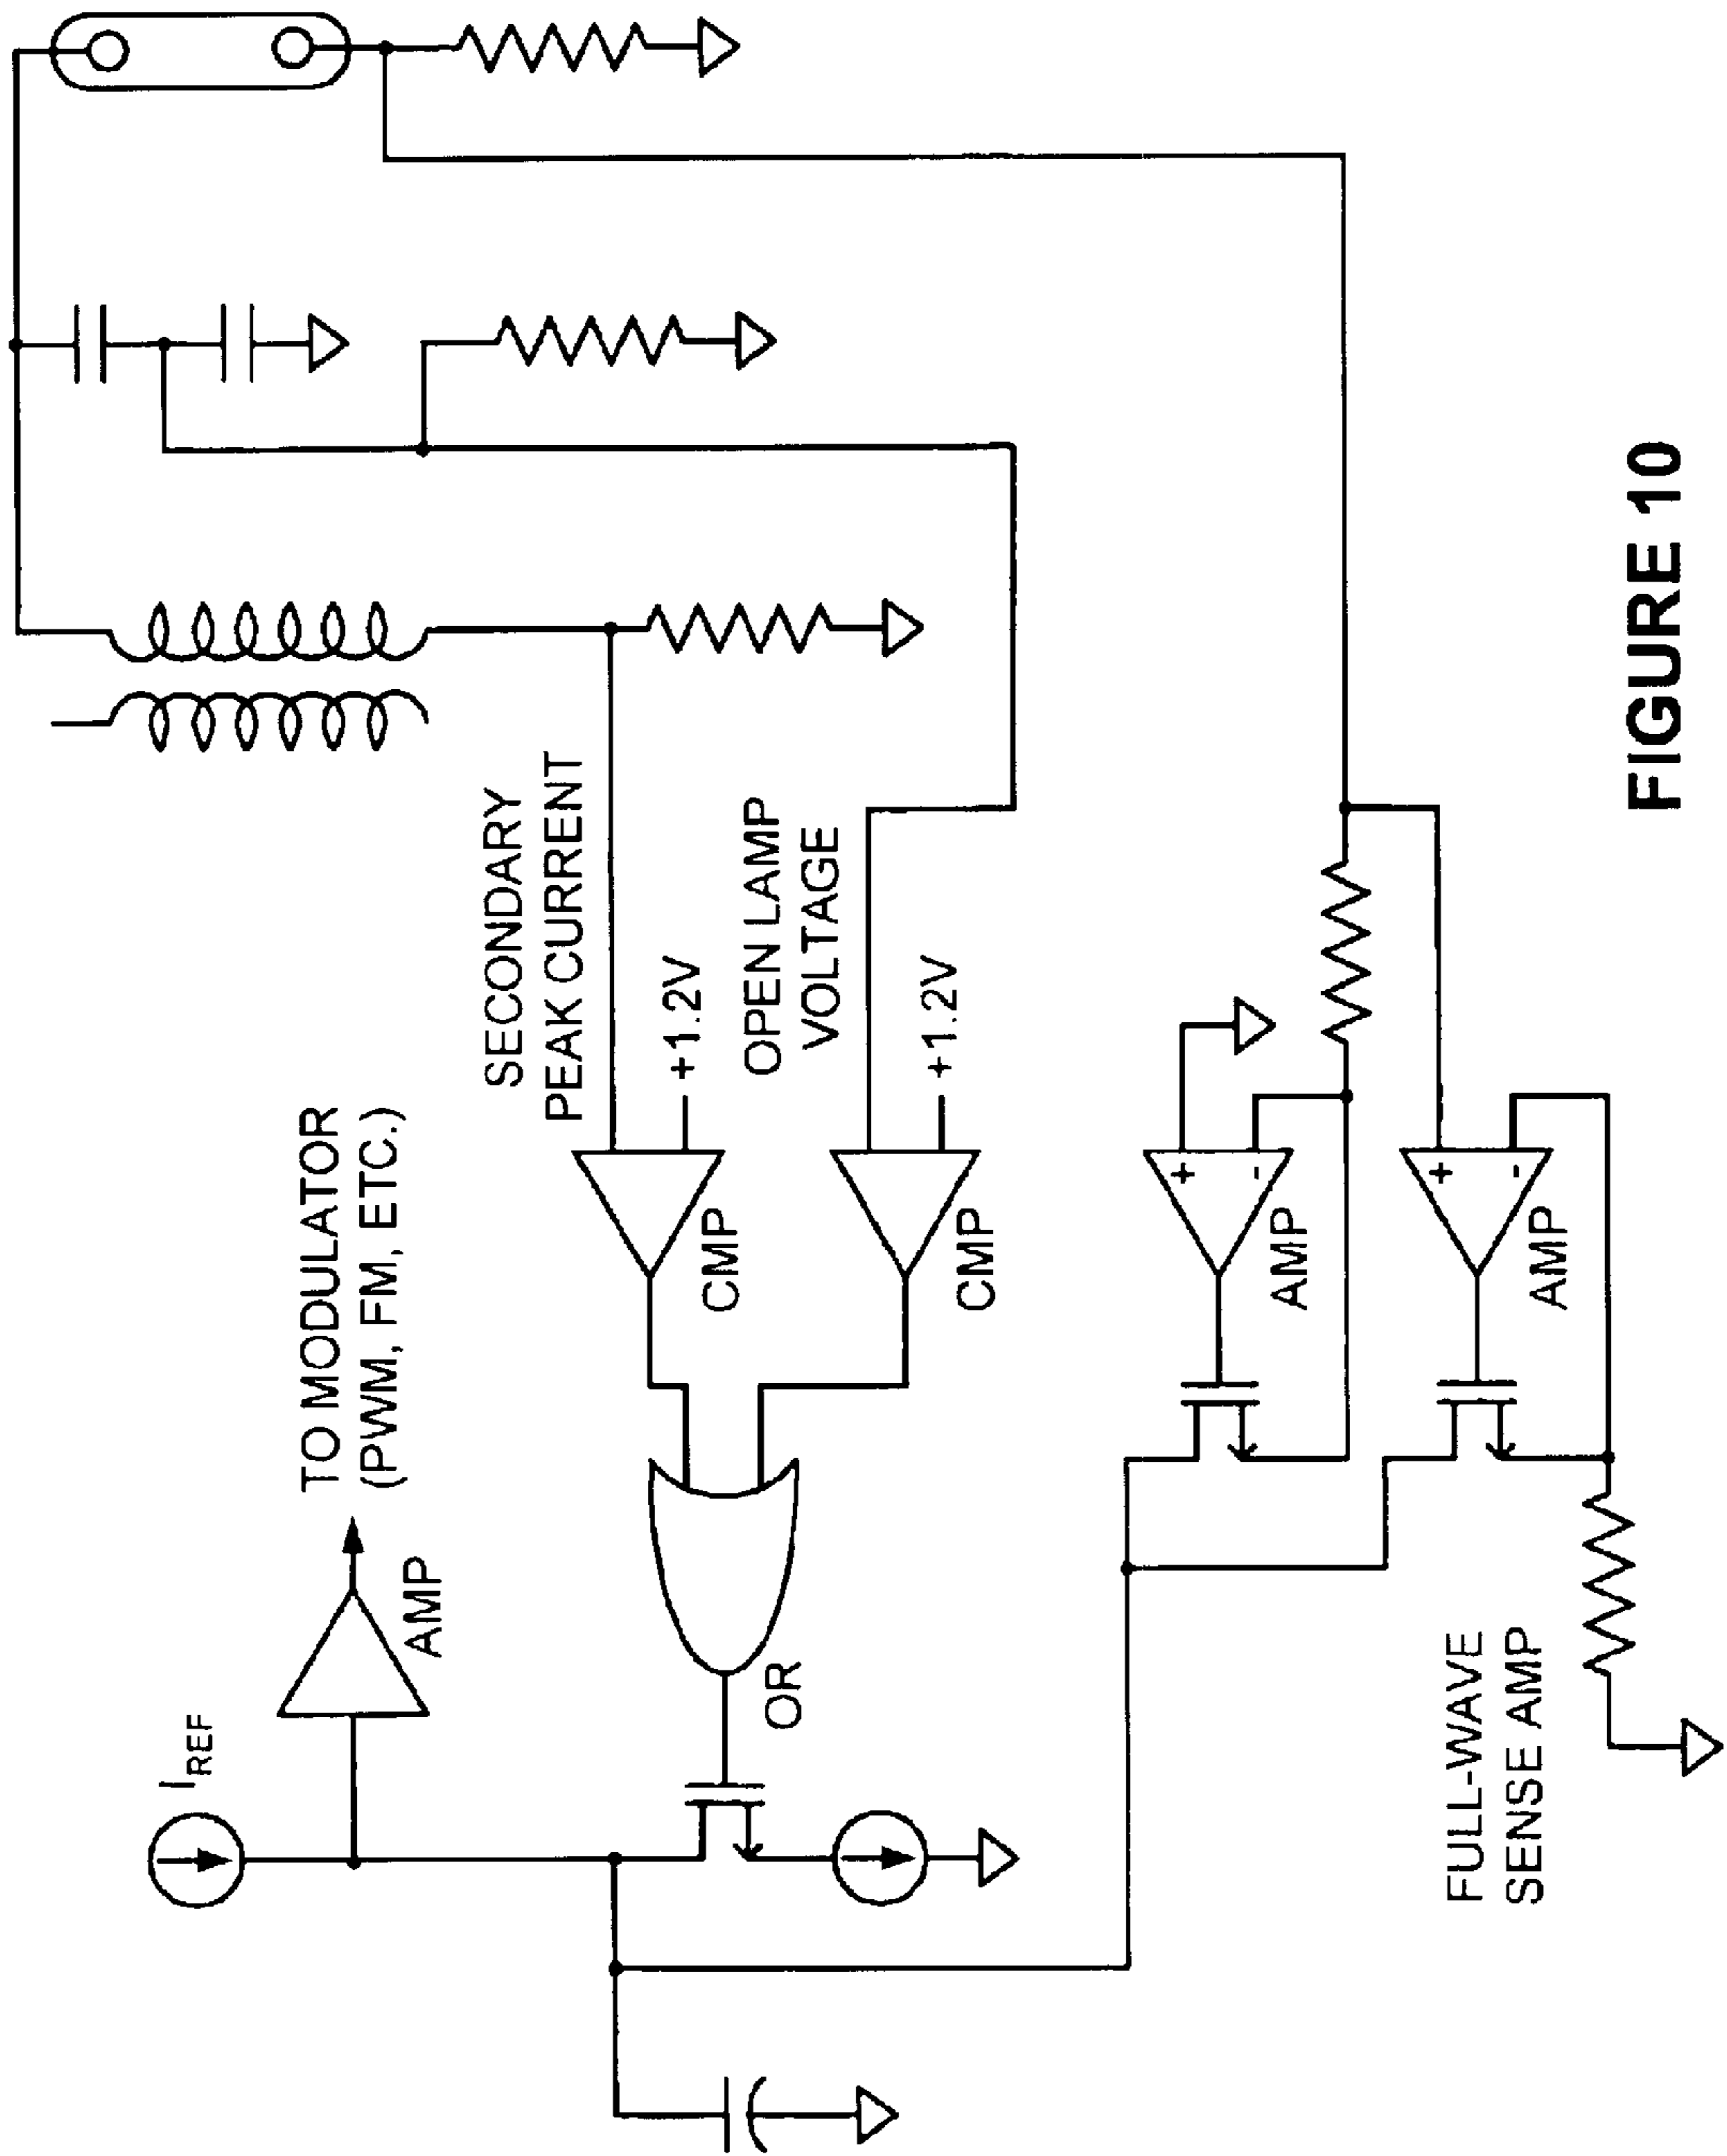 I_REF
AMP
TO MODULATOR
(PWM, FM, ETC.)
SECONDARY
PEAK CURRENT
+1.2V
CMP
OPEN LAMP
VOLTAGE
+1.2V
CMP
OR
+
-
AMP
+
-
AMP
FULL-WAVE
SENSE AMP
FIGURE 10